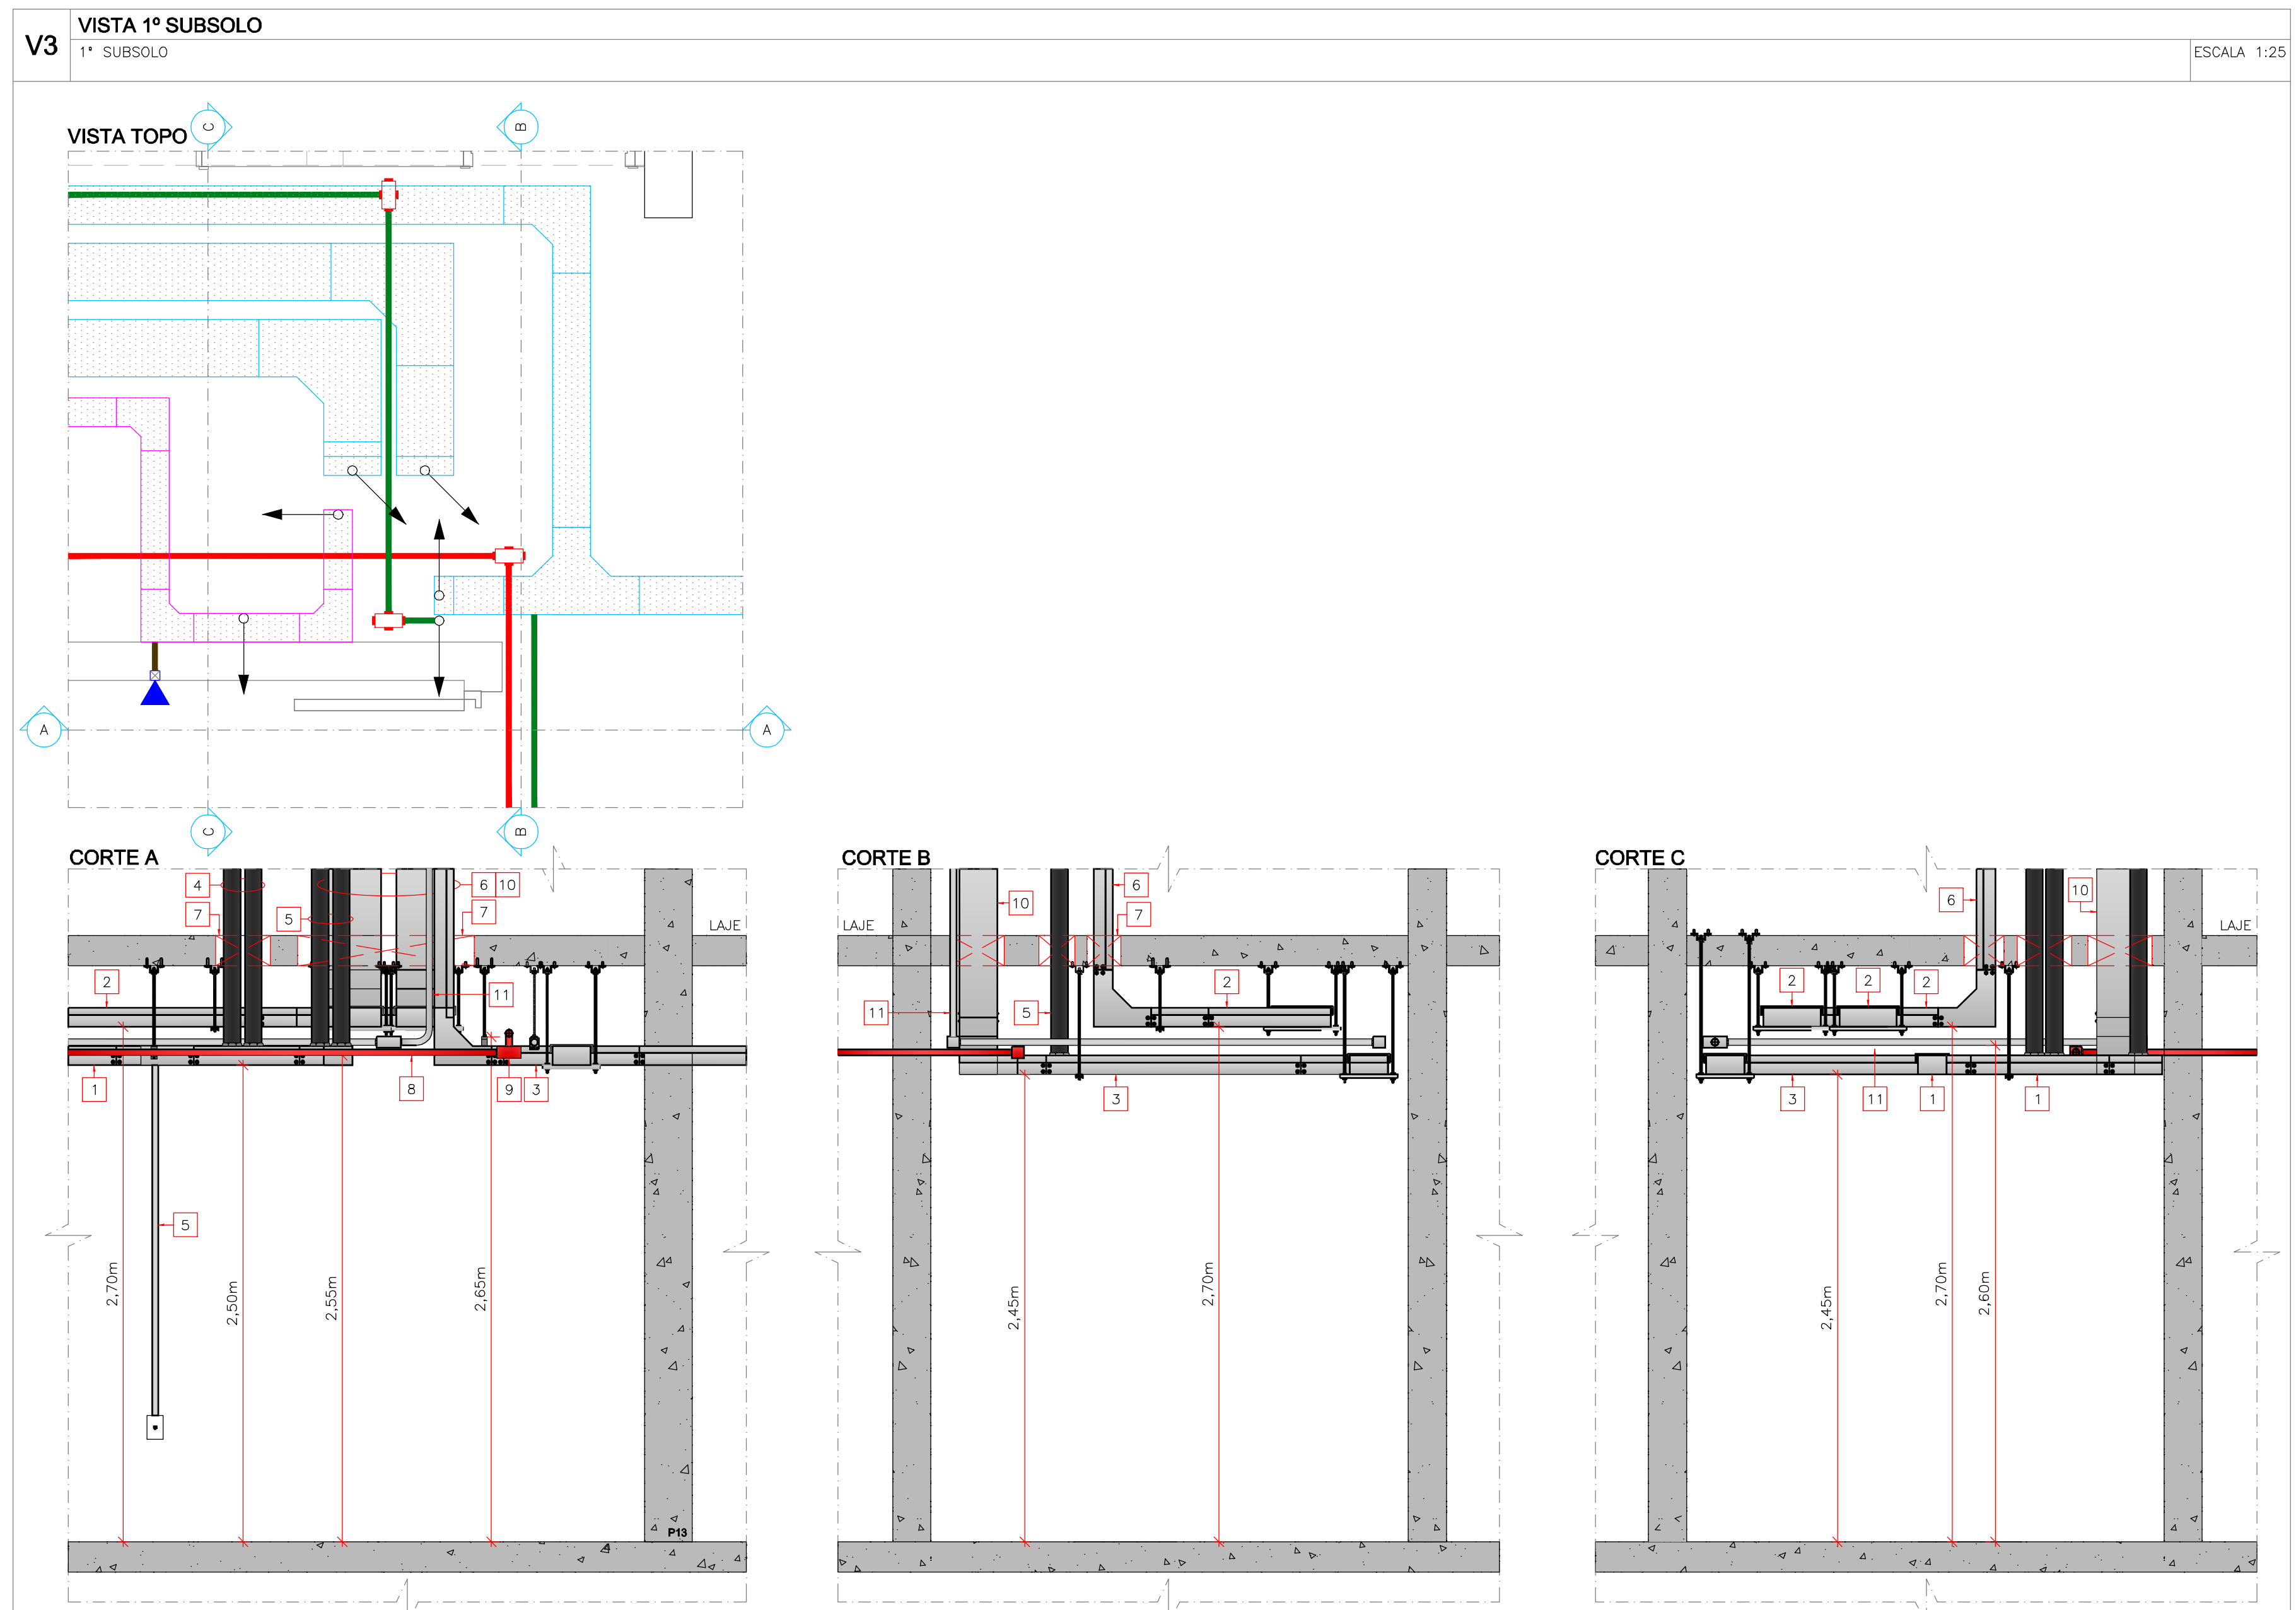 V3
VISTA 1º SUBSOLO
1° SUBSOLO
ESCALA 1:25
VISTA TOPO
C
B
A
A
C
B
CORTE A
4
6
10
7
5
7
LAJE
2
11
1
8
9
3
5
2,70m
2,50m
2,55m
2,65m
P13
CORTE B
6
10
7
LAJE
2
11
5
3
2,45m
2,70m
CORTE C
10
6
LAJE
2
2
2
3
11
1
1
2,45m
2,70m
2,60m